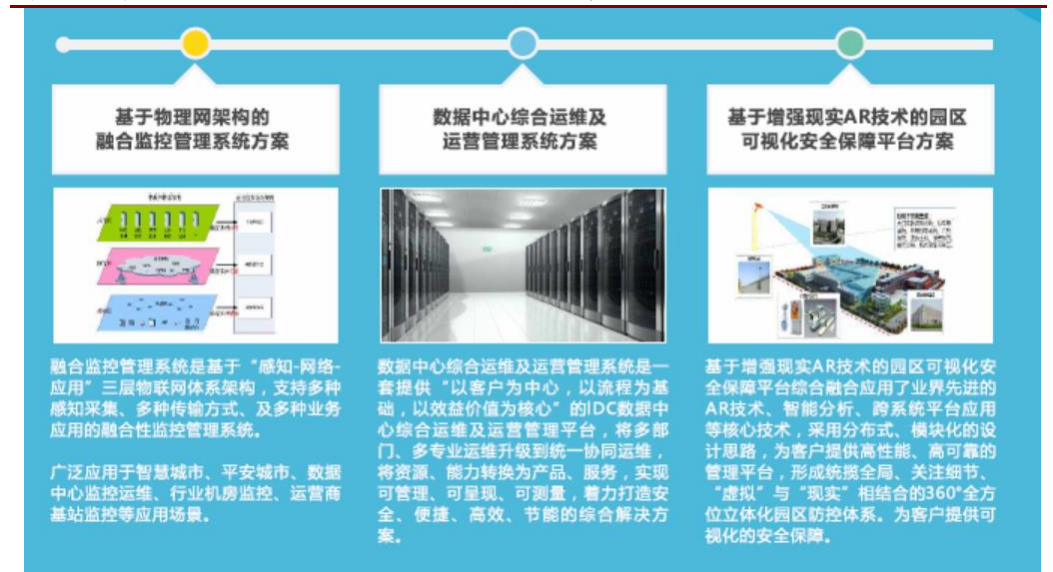 基于物理网架构的
融合监控管理系统方案
融合监控管理系统是基于“感知-网络-
应用”三层物联网体系架构，支持多种
感知采集、多种传输方式、及多种业务
应用的融合性监控管理系统。
广泛应用于智慧城市、平安城市、数据
中心监控运维、行业机房监控、运营商
基站监控等应用场景。
数据中心综合运维及
运营管理系统方案
数据中心综合运维及运营管理系统是一
套提供“以客户为中心，以流程为基
础，以效益价值为核心”的IDC数据中
心综合运维及运营管理平台，将多部
门、多专业运维升级到统一协同运维，
将资源、能力转换为产品、服务，实现
可管理、可呈现、可测量，着力打造安
全、便捷、高效、节能的综合解决方
案。
基于增强现实AR技术的园区
可视化安全保障平台方案
基于增强现实AR技术的园区可视化安
全保障平台综合融合应用了业界先进的
AR技术、智能分析、跨系统平台应用
等核心技术，采用分布式、模块化的设
计思路，为客户提供高性能、高可靠的
管理平台，形成统揽全局、关注细节、
“虚拟”与“现实”相结合的360°全方
位立体化园区防控体系。为客户提供可
视化的安全保障。